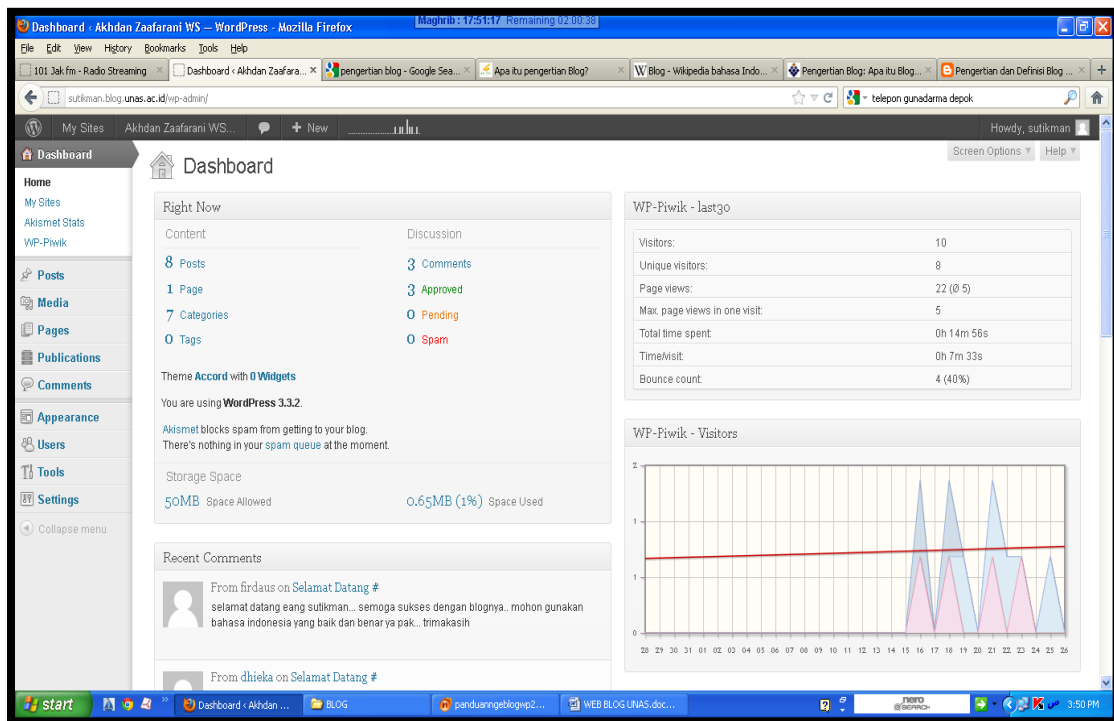 Dashboard ‹ Akhdan Zaafarani WS — WordPress - Mozilla Firefox
Maghrib : 17:51:17 Remaining 02:00:38
File Edit View History Bookmarks Tools Help
101 Jak fm - Radio Streaming
Dashboard ‹ Akhdan Zaafara...
pengertian blog - Google Sea...
Apa itu pengertian Blog?
Blog - Wikipedia bahasa Indo...
Pengertian Blog: Apa itu Blog...
Pengertian dan Definisi Blog ...
sutikman.blog.unas.ac.id/wp-admin/
telepon gunadarma depok
My Sites Akhdan Zaafarani WS... + New
Howdy, sutikman
Dashboard
Home
My Sites
Akismet Stats
WP-Piwik
Posts
Media
Pages
Publications
Comments
Appearance
Users
Tools
Settings
Collapse menu
Screen Options Help
Dashboard
Right Now
Content Discussion
8 Posts 3 Comments
1 Page 3 Approved
7 Categories 0 Pending
0 Tags 0 Spam
Theme Accord with 0 Widgets
You are using WordPress 3.3.2.
Akismet blocks spam from getting to your blog.
There's nothing in your spam queue at the moment.
Storage Space
50MB Space Allowed 0.65MB (1%) Space Used
Recent Comments
From firdaus on Selamat Datang #
selamat datang eang sutikman... semoga sukses dengan blognya.. mohon gunakan
bahasa indonesia yang baik dan benar ya pak... trimakasih
From dhieka on Selamat Datang #
WP-Piwik - last30
Visitors: 10
Unique visitors: 8
Page views: 22 (Ø 5)
Max. page views in one visit: 5
Total time spent: 0h 14m 56s
Time/visit: 0h 7m 33s
Bounce count: 4 (40%)
WP-Piwik - Visitors
2
1
1
0
28 29 30 31 01 02 03 04 05 06 07 08 09 10 11 12 13 14 15 16 17 18 19 20 21 22 23 24 25 26
start
Dashboard ‹ Akhdan ...
BLOG
panduanngeblogwp2...
WEB BLOG UNAS.doc...
nero
SEARCH
3:50 PM